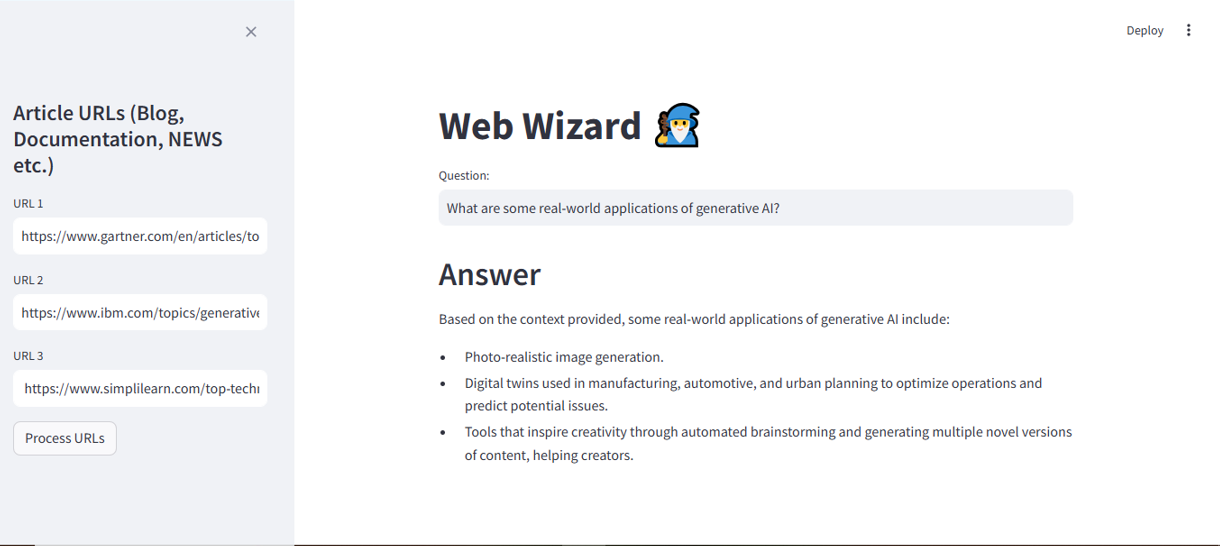 Deploy
Article URLs (Blog,
Documentation, NEWS
etc.)
URL 1
https://www.gartner.com/en/articles/to
URL 2
https://www.ibm.com/topics/generative
URL 3
https://www.simplilearn.com/top-techn
Process URLs
Web Wizard
Question:
What are some real-world applications of generative AI?
Answer
Based on the context provided, some real-world applications of generative AI include:
• Photo-realistic image generation.
• Digital twins used in manufacturing, automotive, and urban planning to optimize operations and
predict potential issues.
• Tools that inspire creativity through automated brainstorming and generating multiple novel versions
of content, helping creators.